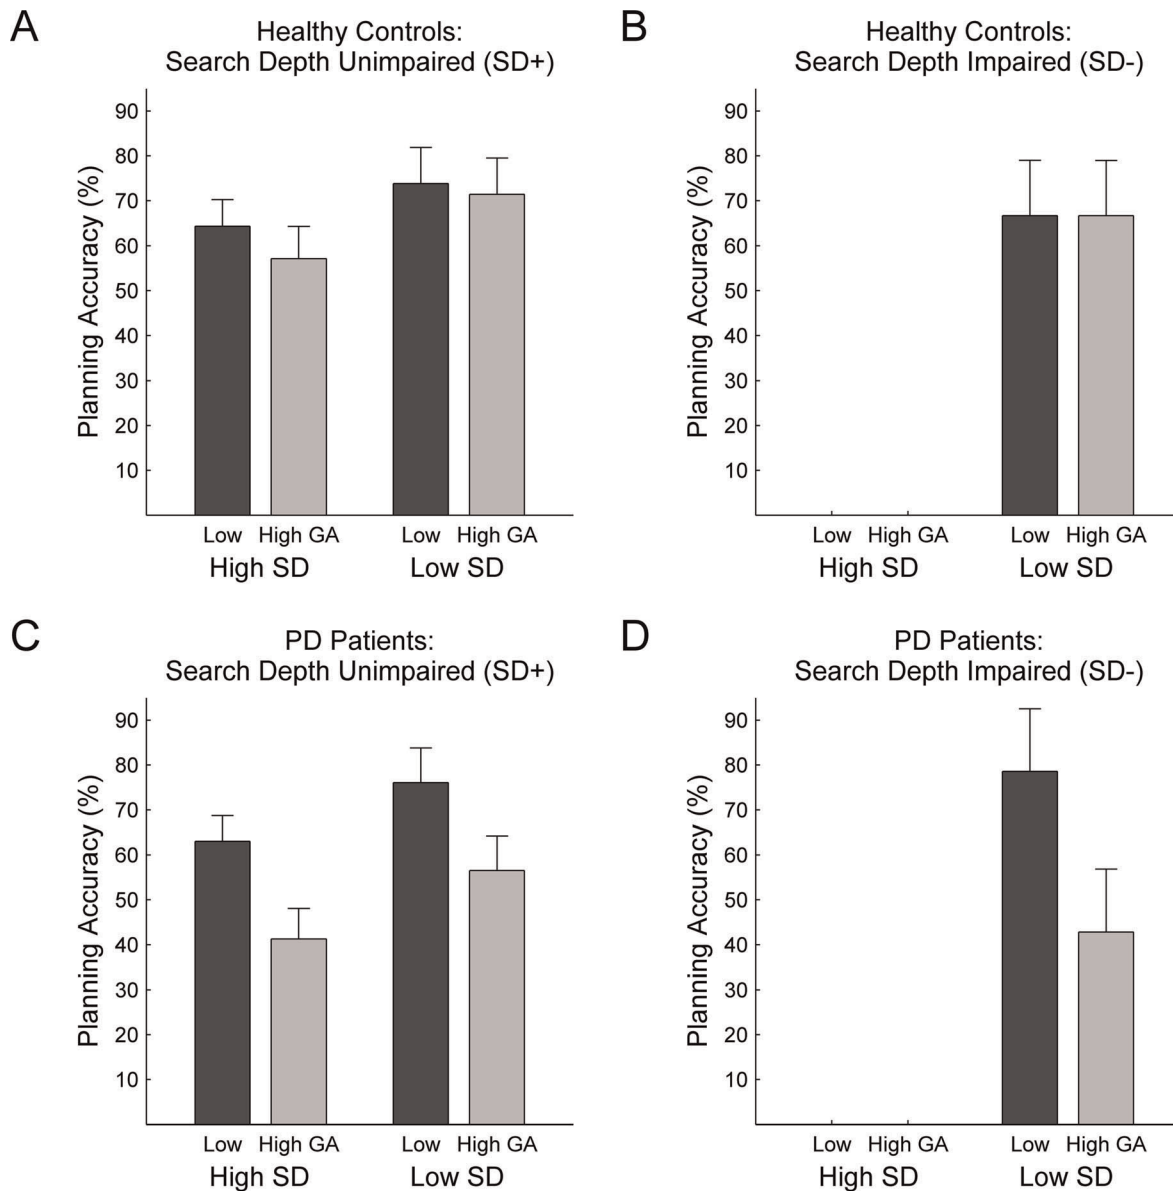 A
Healthy Controls:
Search Depth Unimpaired (SD+)
Planning Accuracy (%)
90
80
70
60
50
40
30
20
10
Low High GA Low High GA
High SD Low SD
B
Healthy Controls:
Search Depth Impaired (SD-)
Planning Accuracy (%)
90
80
70
60
50
40
30
20
10
Low High GA Low High GA
High SD Low SD
C
PD Patients:
Search Depth Unimpaired (SD+)
Planning Accuracy (%)
90
80
70
60
50
40
30
20
10
Low High GA Low High GA
High SD Low SD
D
PD Patients:
Search Depth Impaired (SD-)
Planning Accuracy (%)
90
80
70
60
50
40
30
20
10
Low High GA Low High GA
High SD Low SD